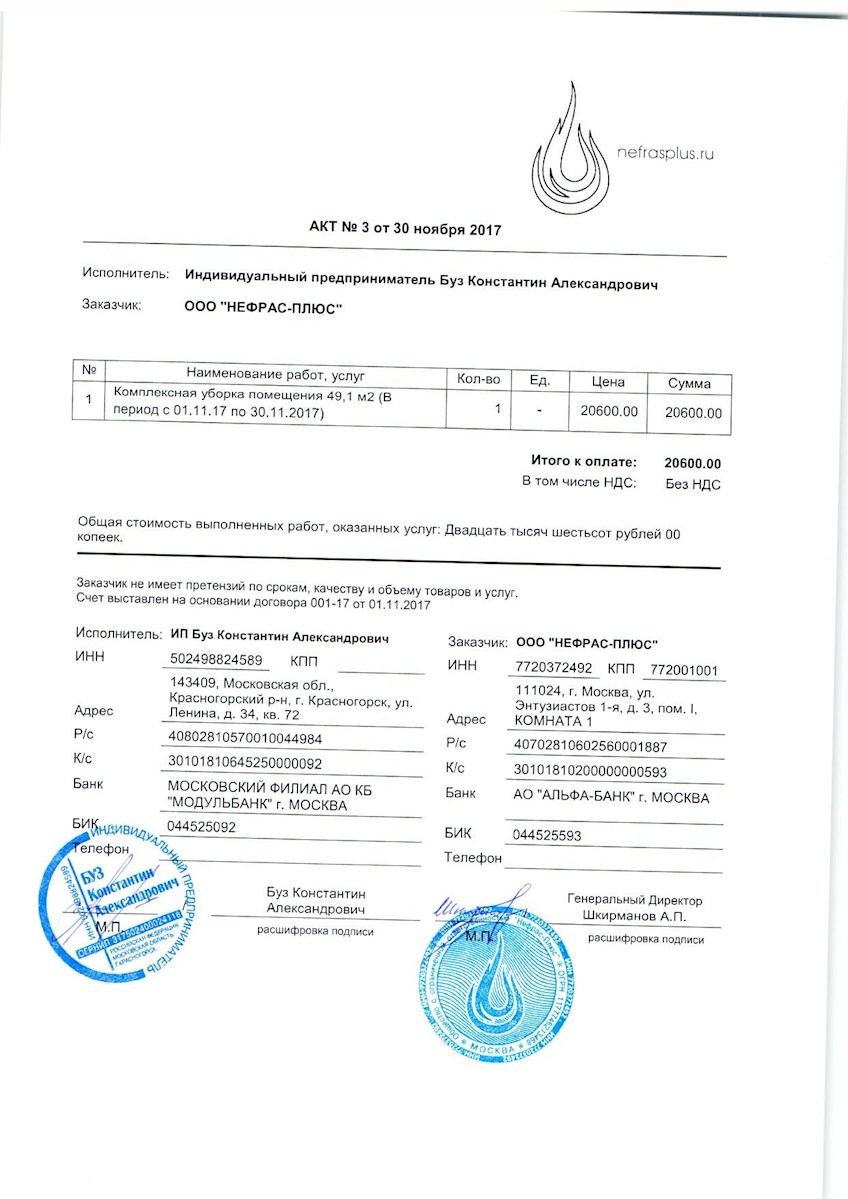 nefrasplus.ru
АКТ № 3 от 30 ноября 2017
Исполнитель: Индивидуальный предприниматель Буз Константин Александрович
Заказчик: ООО "НЕФРАС-ПЛЮС"
№ Наименование работ, услуг Кол-во Ед. Цена Сумма
1 Комплексная уборка помещения 49,1 м2 (В 1 - 20600.00 20600.00
период с 01.11.17 по 30.11.2017)
Итого к оплате: 20600.00
В том числе НДС: Без НДС
Общая стоимость выполненных работ, оказанных услуг: Двадцать тысяч шестьсот рублей 00
копеек.
Заказчик не имеет претензий по срокам, качеству и объему товаров и услуг.
Счет выставлен на основании договора 001-17 от 01.11.2017
Исполнитель: ИП Буз Константин Александрович
ИНН 502498824589 КПП
143409, Московская обл.,
Красногорский р-н, г. Красногорск, ул.
Адрес Ленина, д. 34, кв. 72
Р/с 40802810570010044984
К/с 30101810645250000092
Банк МОСКОВСКИЙ ФИЛИАЛ АО КБ
"МОДУЛЬБАНК" г. МОСКВА
БИК 044525092
Телефон
Буз Константин
Александрович
М.П.
расшифровка подписи
Заказчик: ООО "НЕФРАС-ПЛЮС"
ИНН 7720372492 КПП 772001001
111024, г. Москва, ул.
Энтузиастов 1-я, д. 3, пом. I,
Адрес КОМНАТА 1
Р/с 40702810602560001887
К/с 30101810200000000593
Банк АО "АЛЬФА-БАНК" г. МОСКВА
БИК 044525593
Телефон
Генеральный Директор
Шкирманов А.П.
М.П.
расшифровка подписи
ИНДИВИДУАЛЬНЫЙ ПРЕДПРИНИМАТЕЛЬ
ИНН 502498824589
БУЗ
Константин
Александрович
ОГРНИП 317502400024116
РОССИЙСКАЯ ФЕДЕРАЦИЯ
МОСКОВСКАЯ ОБЛАСТЬ
Г.КРАСНОГОРСК
"Нефрас-Плюс" * ОГРН 1177746213468
* МОСКВА *
ИНН 7720372492